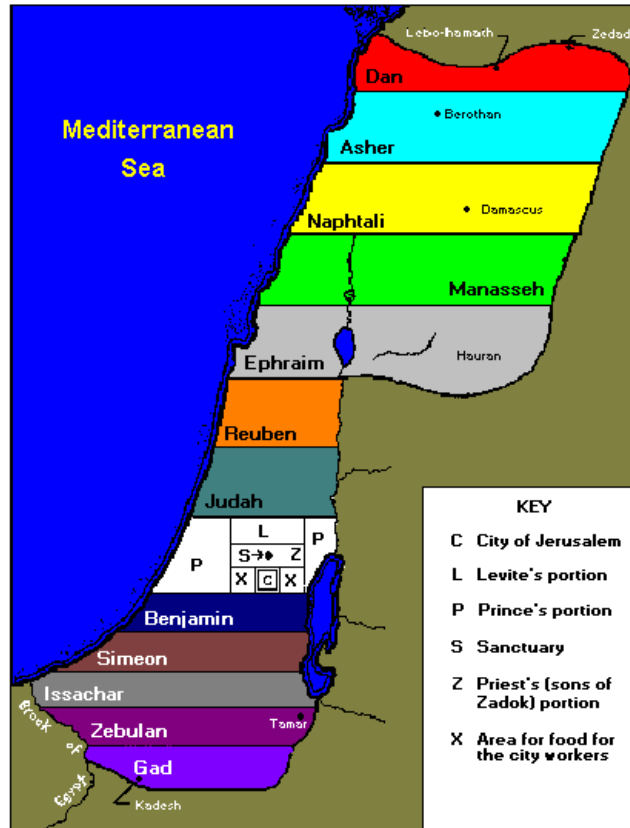 Lebo-hamath
Zedad
Dan
Berothan
Mediterranean
Sea
Asher
Damascus
Naphtali
Manasseh
Ephraim
Hauran
Reuben
Judah
L
P
P
S
Z
X
C
X
Benjamin
Simeon
Issachar
Zebulan
Tamar
Gad
Brook of
Egypt
Kadesh
KEY
C City of Jerusalem
L Levite's portion
P Prince's portion
S Sanctuary
Z Priest's (sons of
Zadok) portion
X Area for food for
the city workers